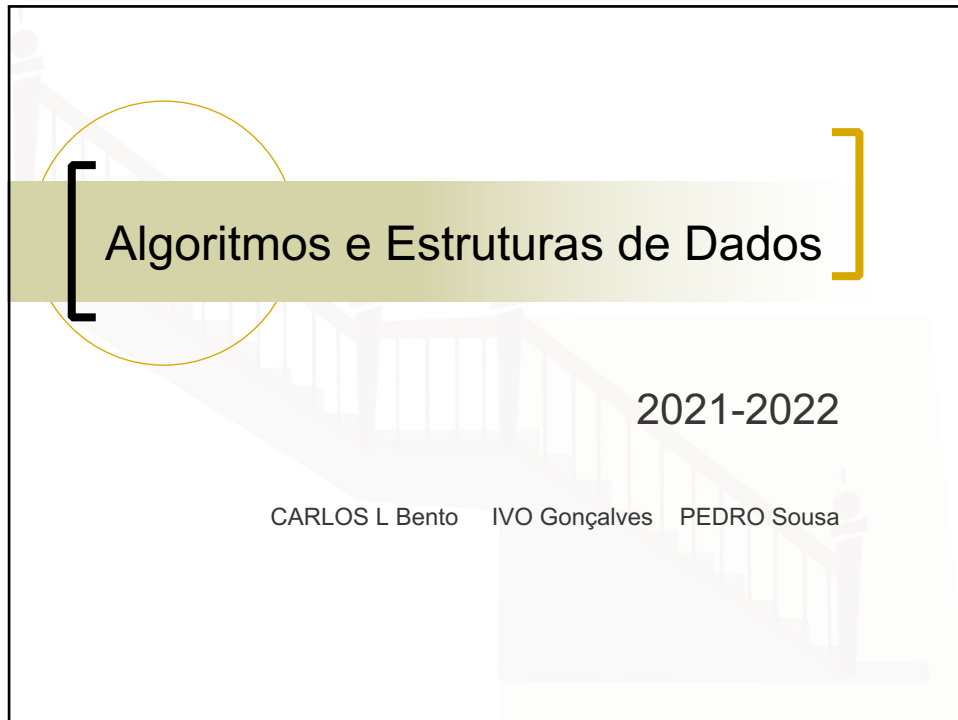 Algoritmos e Estruturas de Dados
2021-2022
CARLOS L Bento IVO Gonçalves PEDRO Sousa